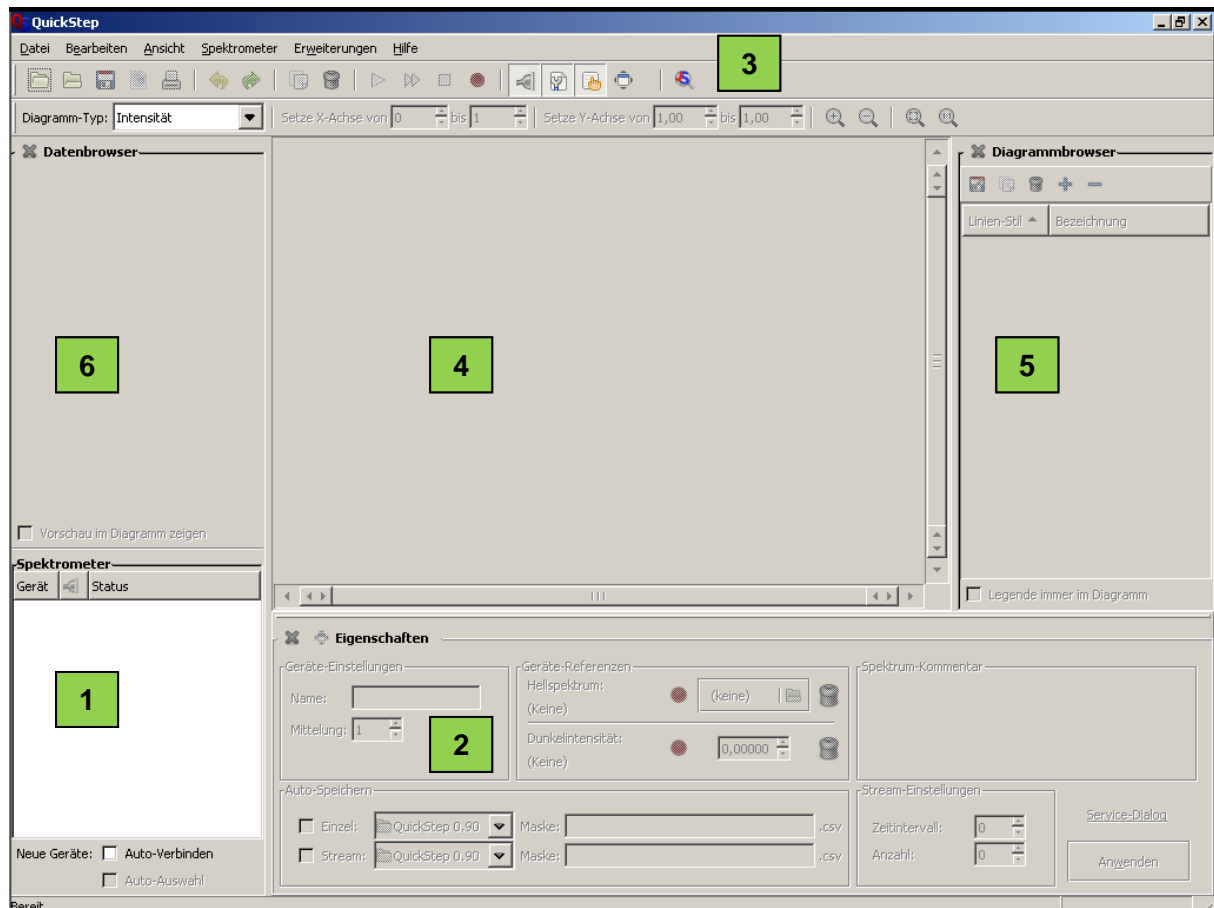 QuickStep
Datei Bearbeiten Ansicht Spektrometer Erweiterungen Hilfe
3
Diagramm-Typ: Intensität Setze X-Achse von 0 bis 1 Setze Y-Achse von 1,00 bis 1,00
Datenbrowser
6
Vorschau im Diagramm zeigen
4
Diagrammbrowser
Linien-Stil Bezeichnung
5
Legende immer im Diagramm
Spektrometer
Gerät Status
1
Neue Geräte: Auto-Verbinden
Auto-Auswahl
Eigenschaften
Geräte-Einstellungen
Name:
Mittelung: 1
2
Geräte-Referenzen
Hellspektrum:
(Keine)
(keine)
Dunkelintensität:
(Keine)
0,00000
Spektrum-Kommentar
Auto-Speichern
Einzel: QuickStep 0.90 Maske: .csv
Stream: QuickStep 0.90 Maske: .csv
Stream-Einstellungen
Zeitintervall: 0
Anzahl: 0
Service-Dialog
Anwenden
Bereit